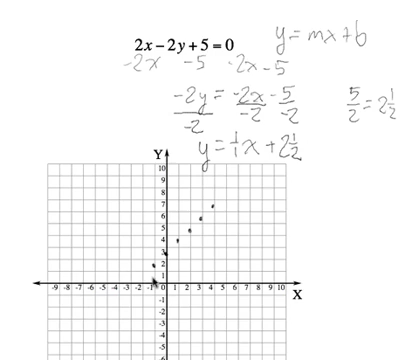 y = mx + b
2x – 2y + 5 = 0
-2x -5 -2x - 5
-2y/-2 = -2x/-2 - 5/-2
5/2 = 2 1/2
y = 1/1 x + 2 1/2
Y
10
9
8
7
6
5
4
3
2
1
-9 -8 -7 -6 -5 -4 -3 -2 -1 0 1 2 3 4 5 6 7 8 9 10
X
-1
-2
-3
-4
-5